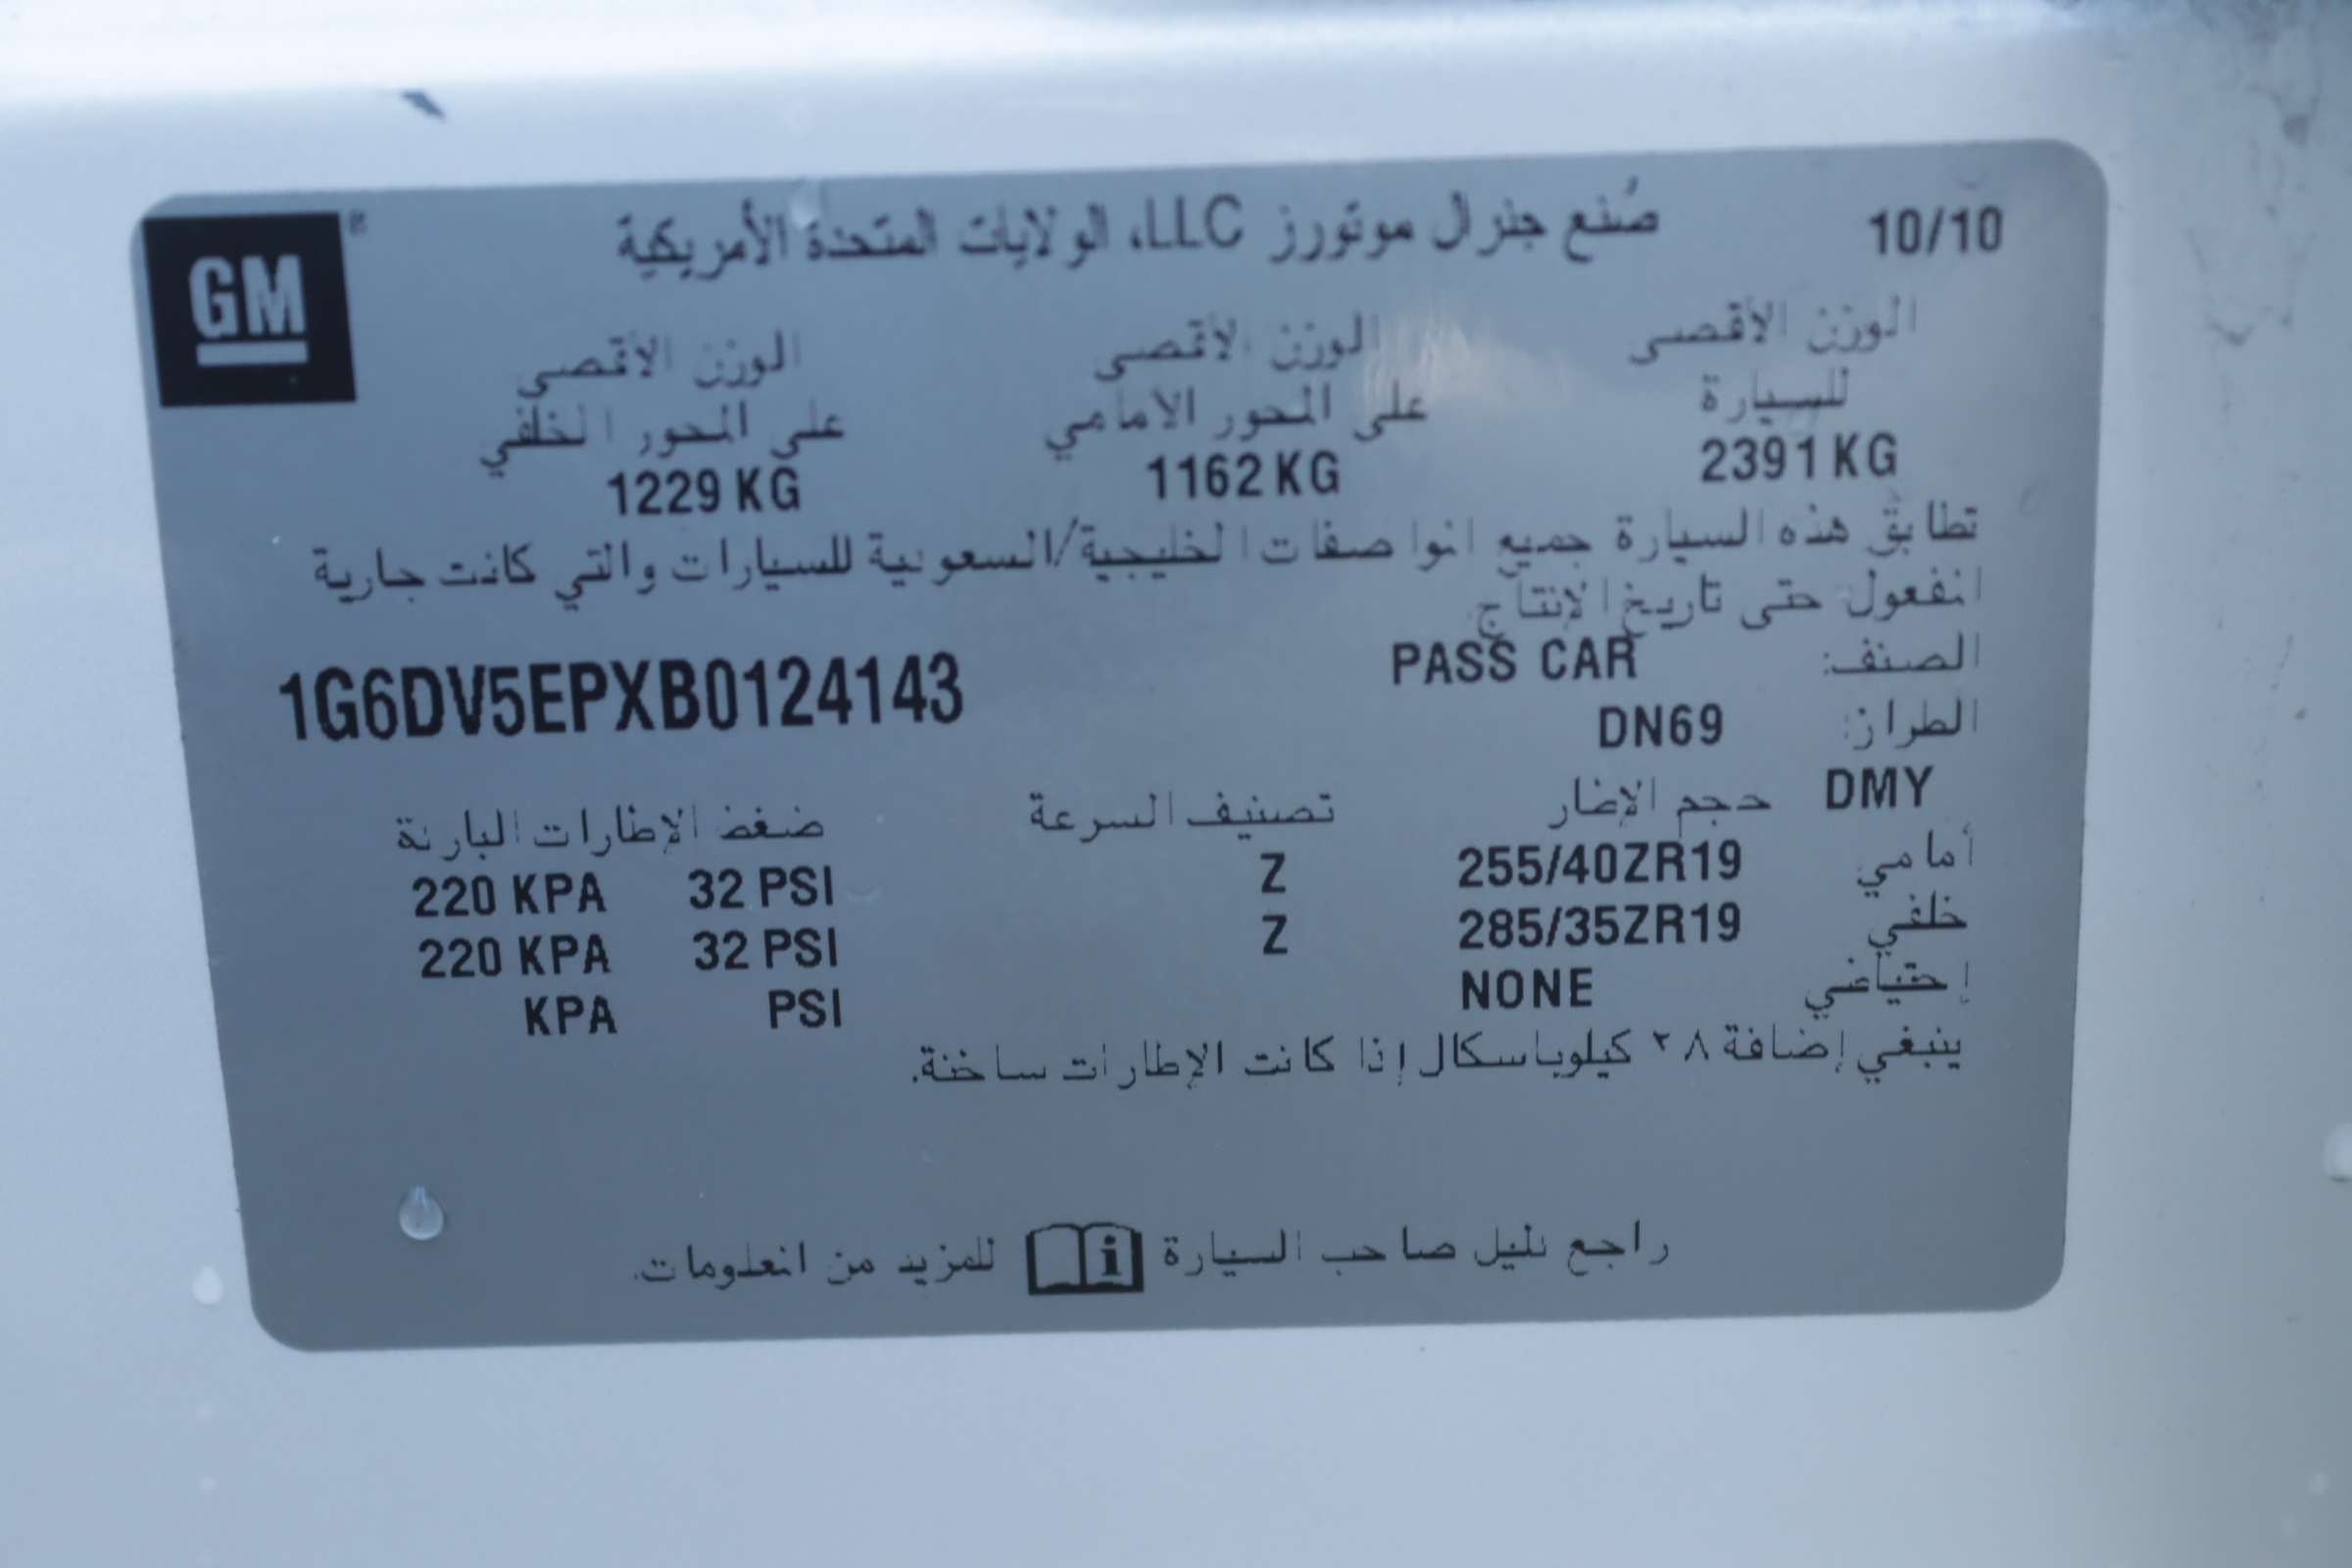 GM ®
10/10 صُنع جنرال موتورز LLC، الولايات المتحدة الأمريكية
الوزن الأقصى الوزن الأقصى الوزن الأقصى
للسيارة على المحور الامامي على المحور الخلفي
2391 KG 1162 KG 1229 KG
تطابق هذه السيارة جميع المواصفات الخليجية/السعودية للسيارات والتي كانت جارية
المفعول حتى تاريخ الإنتاج
الصنف: PASS CAR
1G6DV5EPXB0124143
الطراز: DN69
DMY حجم الإطار تصنيف السرعة ضغط الإطارات الباردة
أمامي 255/40ZR19 Z 32 PSI 220 KPA
خلفي 285/35ZR19 Z 32 PSI 220 KPA
إحتياطي NONE PSI KPA
ينبغي إضافة ٢٨ كيلوباسكال إذا كانت الإطارات ساخنة.
راجع دليل صاحب السيارة للمزيد من المعلومات.